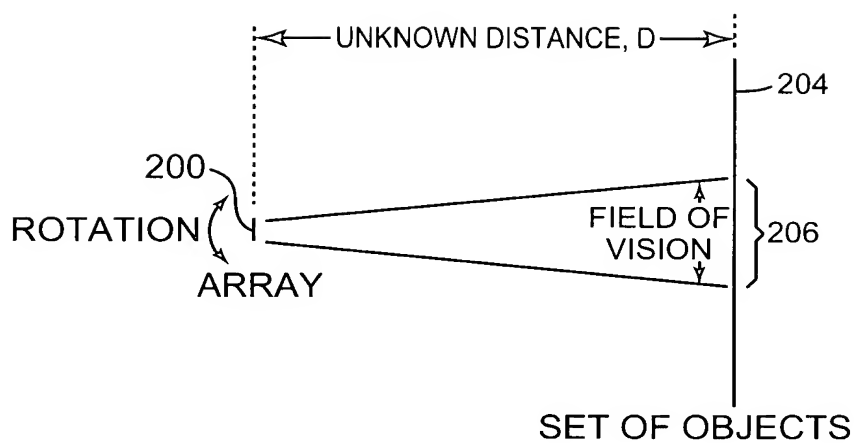 UNKNOWN DISTANCE, D
204
200
ROTATION
FIELD OF
VISION
206
ARRAY
SET OF OBJECTS